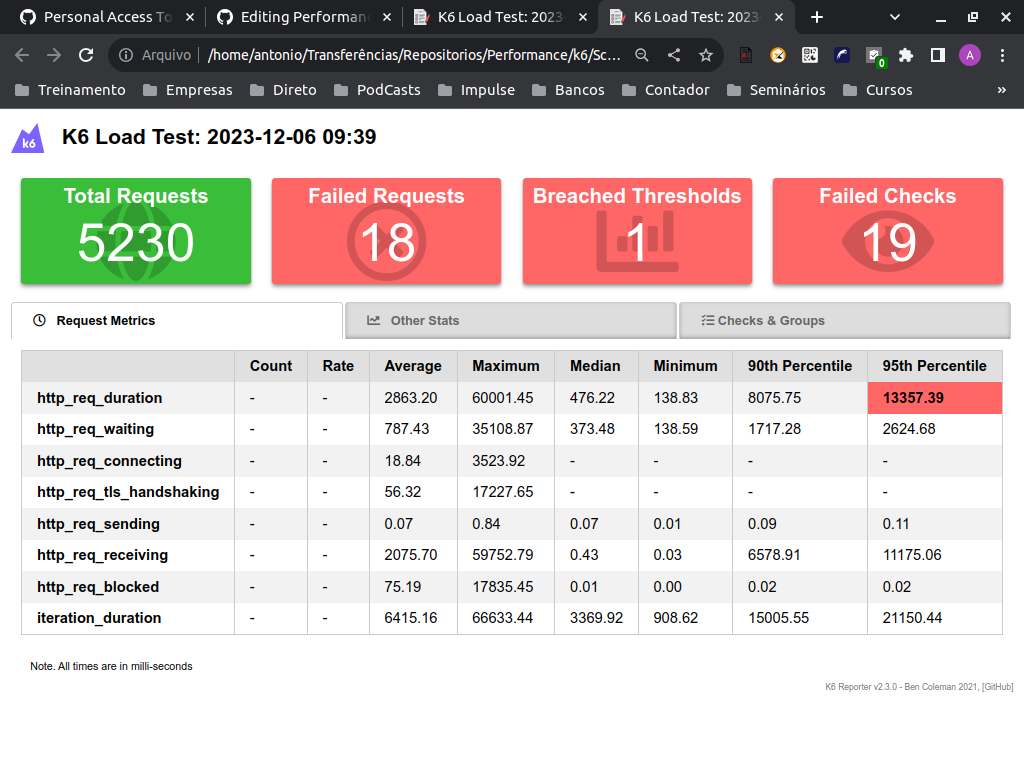 Personal Access To
Editing Performan
K6 Load Test: 2023-
K6 Load Test: 2023-
Arquivo
/home/antonio/Transferências/Repositorios/Performance/k6/Sc...
0
A
Treinamento
Empresas
Direto
PodCasts
Impulse
Bancos
Contador
Seminários
Cursos
»
k6
K6 Load Test: 2023-12-06 09:39
Total Requests
5230
Failed Requests
18
Breached Thresholds
1
Failed Checks
19
Request Metrics
Other Stats
Checks & Groups
Count Rate Average Maximum Median Minimum 90th Percentile 95th Percentile
http_req_duration - - 2863.20 60001.45 476.22 138.83 8075.75 13357.39
http_req_waiting - - 787.43 35108.87 373.48 138.59 1717.28 2624.68
http_req_connecting - - 18.84 3523.92 - - - -
http_req_tls_handshaking - - 56.32 17227.65 - - - -
http_req_sending - - 0.07 0.84 0.07 0.01 0.09 0.11
http_req_receiving - - 2075.70 59752.79 0.43 0.03 6578.91 11175.06
http_req_blocked - - 75.19 17835.45 0.01 0.00 0.02 0.02
iteration_duration - - 6415.16 66633.44 3369.92 908.62 15005.55 21150.44
Note. All times are in milli-seconds
K6 Reporter v2.3.0 - Ben Coleman 2021, [GitHub]